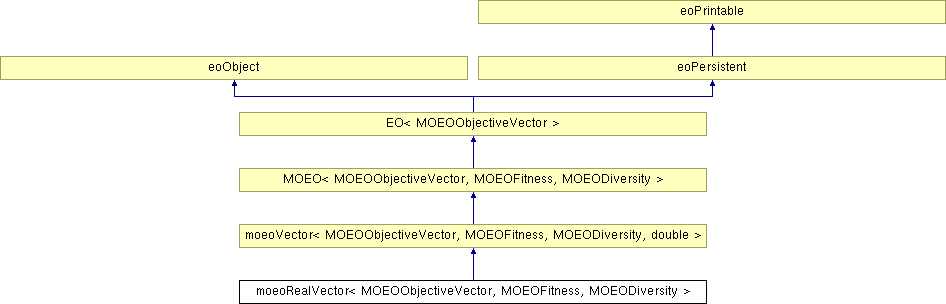 eoPrintable
eoObject
eoPersistent
EO< MOEOObjectiveVector >
MOEO< MOEOObjectiveVector, MOEOFitness, MOEODiversity >
moeoVector< MOEOObjectiveVector, MOEOFitness, MOEODiversity, double >
moeoRealVector< MOEOObjectiveVector, MOEOFitness, MOEODiversity >